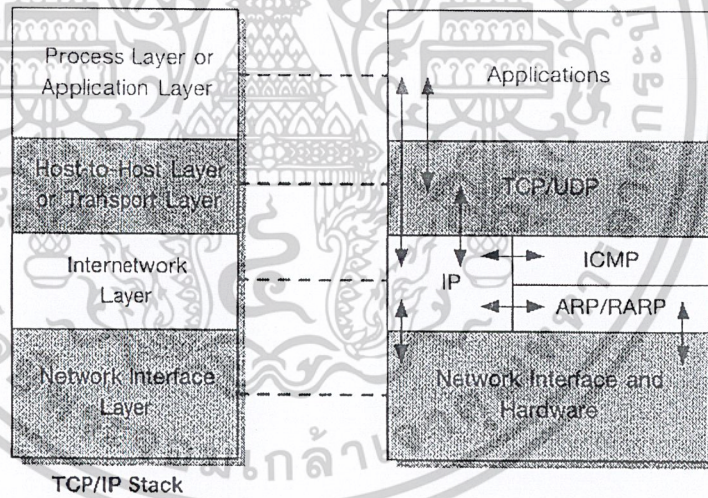 Process Layer or
Application Layer
Host-to-Host Layer
or Transport Layer
Internetwork
Layer
Network Interface
Layer
TCP/IP Stack
Applications
TCP/UDP
IP
ICMP
ARP/RARP
Network Interface and
Hardware